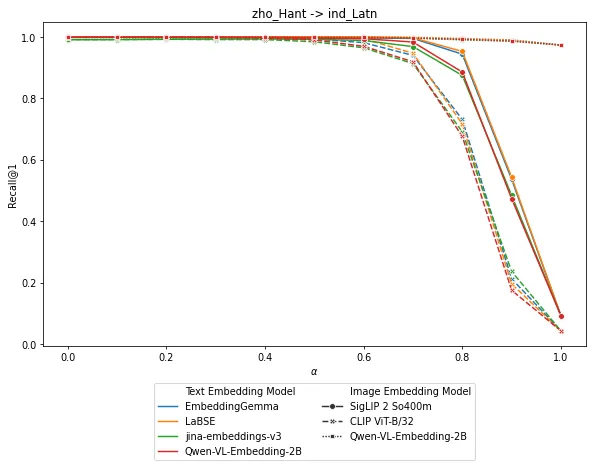 zho_Hant -> ind_Latn
Recall@1
1.0
0.8
0.6
0.4
0.2
0.0
0.0 0.2 0.4 0.6 0.8 1.0
α
Text Embedding Model
EmbeddingGemma
LaBSE
jina-embeddings-v3
Qwen-VL-Embedding-2B
Image Embedding Model
SigLIP 2 So400m
CLIP ViT-B/32
Qwen-VL-Embedding-2B